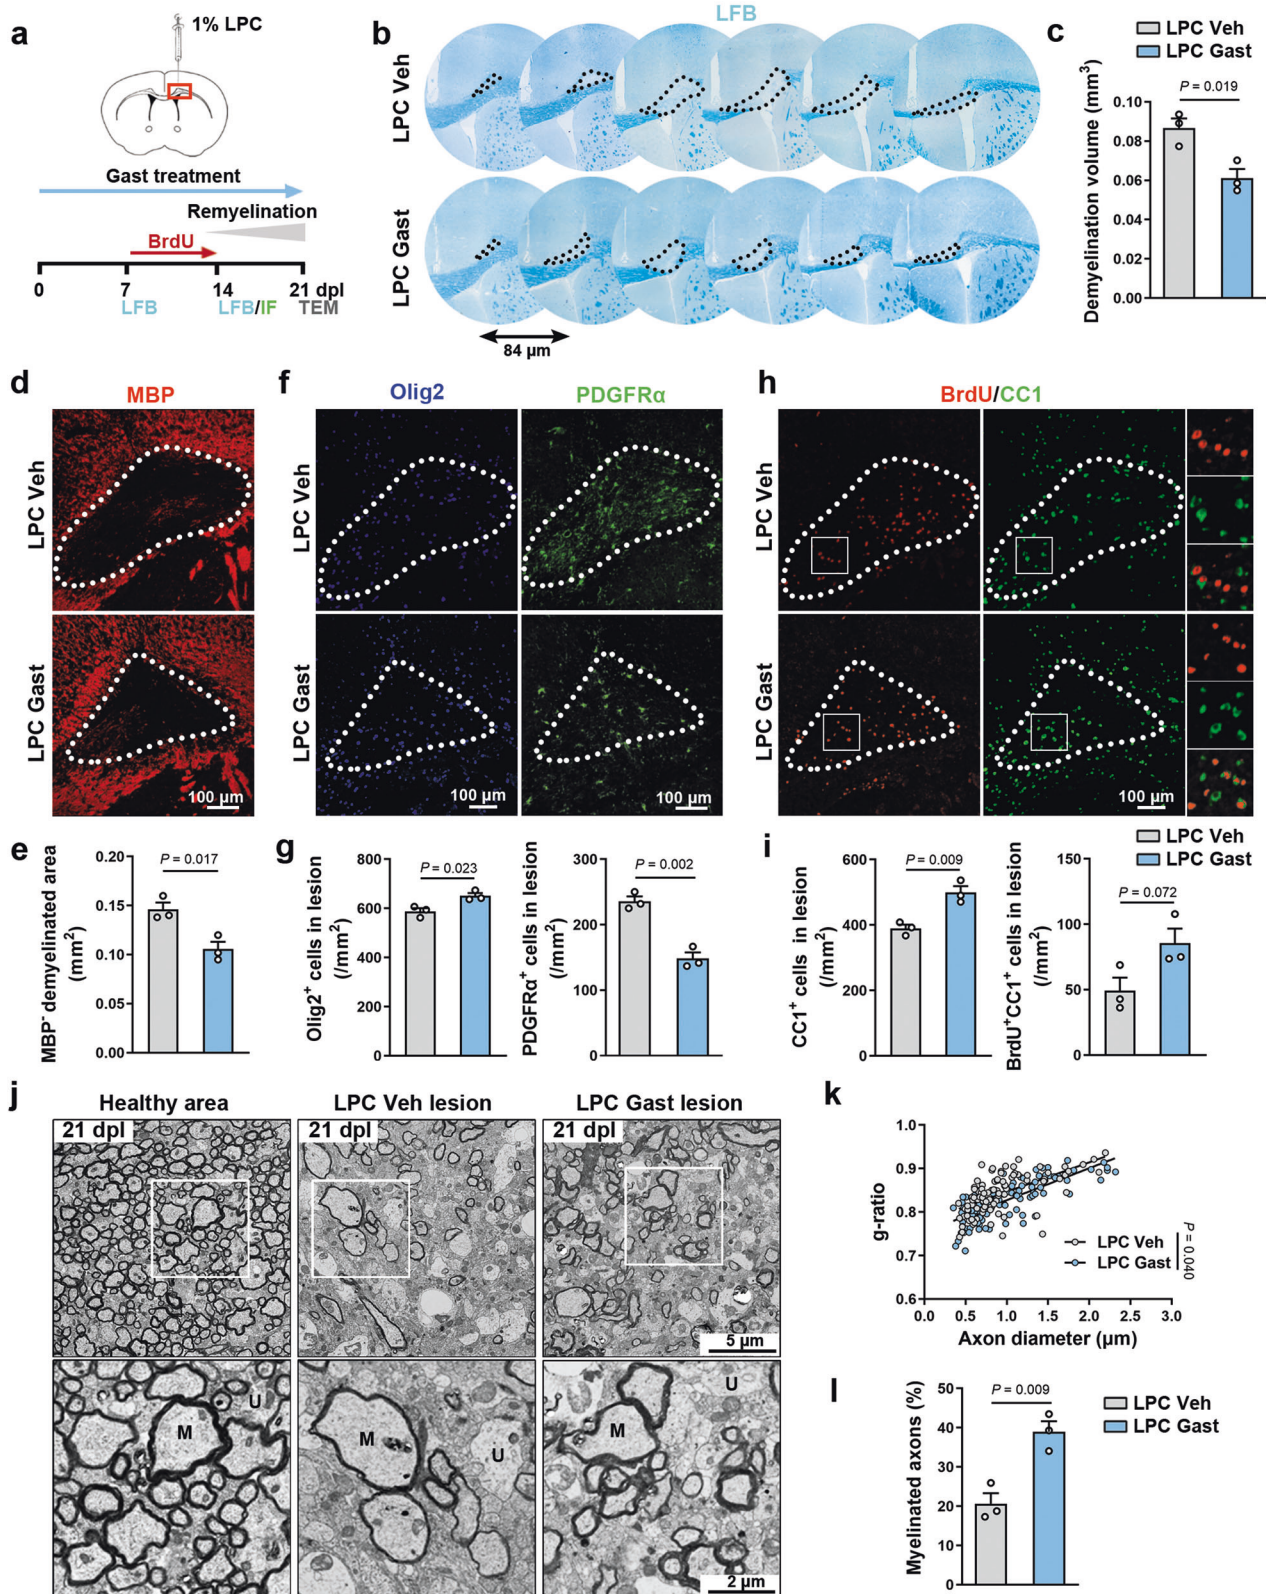 a
1% LPC
Gast treatment
Remyelination
BrdU
0 7 14 21 dpl
LFB LFB/IF TEM
b
LFB
LPC Veh
LPC Gast
84 µm
c
LPC Veh
LPC Gast
Demyelination volume (mm3)
P = 0.019
0.10
0.08
0.06
0.04
0.02
0.00
d
MBP
LPC Veh
LPC Gast
100 µm
f
Olig2
PDGFRα
LPC Veh
LPC Gast
100 µm
100 µm
h
BrdU/CC1
LPC Veh
LPC Gast
100 µm
e
MBP- demyelinated area
(mm2)
P = 0.017
0.20
0.15
0.10
0.05
0.00
g
Olig2+ cells in lesion
(/mm2)
P = 0.023
800
600
400
200
0
PDGFRα+ cells in lesion
(/mm2)
P = 0.002
300
200
100
0
LPC Veh
LPC Gast
i
CC1+ cells in lesion
(/mm2)
P = 0.009
600
400
200
0
BrdU+CC1+ cells in lesion
(/mm2)
P = 0.072
150
100
50
0
j
Healthy area
LPC Veh lesion
LPC Gast lesion
21 dpl
21 dpl
21 dpl
5 µm
M
U
M
U
M
U
2 µm
k
g-ratio
1.0
0.9
0.8
0.7
0.6
LPC Veh
LPC Gast
P = 0.040
0.0 0.5 1.0 1.5 2.0 2.5 3.0
Axon diameter (µm)
l
Myelinated axons (%)
P = 0.009
50
40
30
20
10
0
LPC Veh
LPC Gast